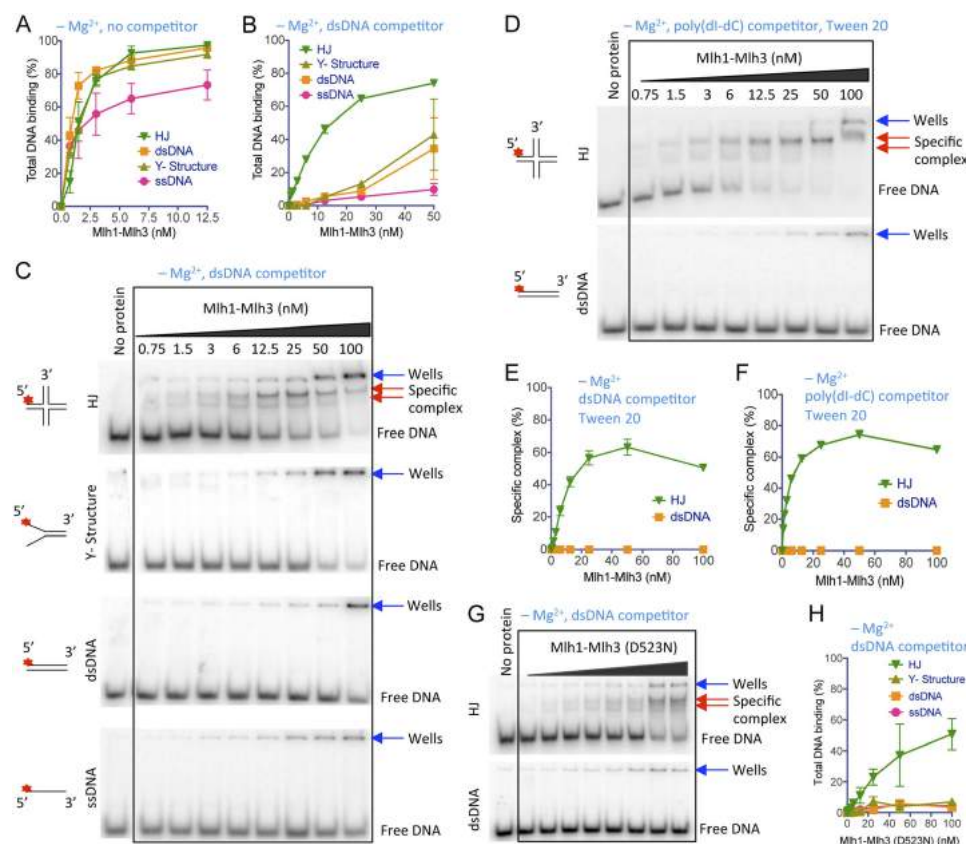 A
– Mg2+, no competitor
Total DNA binding (%)
100
80
60
40
20
0
HJ
dsDNA
Y- Structure
ssDNA
0.0 2.5 5.0 7.5 10.0 12.5
Mlh1-Mlh3 (nM)
B
– Mg2+, dsDNA competitor
Total DNA binding (%)
100
80
60
40
20
0
HJ
Y- Structure
dsDNA
ssDNA
0 10 20 30 40 50
Mlh1-Mlh3 (nM)
C
– Mg2+, dsDNA competitor
No protein
Mlh1-Mlh3 (nM)
0.75 1.5 3 6 12.5 25 50 100
5′ 3′
HJ
Wells
Specific
complex
Free DNA
5′ 3′
Y- Structure
Wells
Free DNA
5′ 3′
dsDNA
Wells
Free DNA
5′ 3′
ssDNA
Wells
Free DNA
D
– Mg2+, poly(dI-dC) competitor, Tween 20
No protein
Mlh1-Mlh3 (nM)
0.75 1.5 3 6 12.5 25 50 100
5′ 3′
HJ
Wells
Specific
complex
Free DNA
5′ 3′
dsDNA
Wells
Free DNA
E
– Mg2+
dsDNA competitor
Tween 20
Specific complex (%)
100
80
60
40
20
0
HJ
dsDNA
0 20 40 60 80 100
Mlh1-Mlh3 (nM)
F
– Mg2+
poly(dI-dC) competitor
Tween 20
Specific complex (%)
100
80
60
40
20
0
HJ
dsDNA
0 20 40 60 80 100
Mlh1-Mlh3 (nM)
G
– Mg2+, dsDNA competitor
No protein
Mlh1-Mlh3 (D523N)
HJ
Wells
Specific
complex
Free DNA
dsDNA
Wells
Free DNA
H
– Mg2+
dsDNA competitor
Total DNA binding (%)
100
80
60
40
20
0
HJ
Y- Structure
dsDNA
ssDNA
0 20 40 60 80 100
Mlh1-Mlh3 (D523N) (nM)